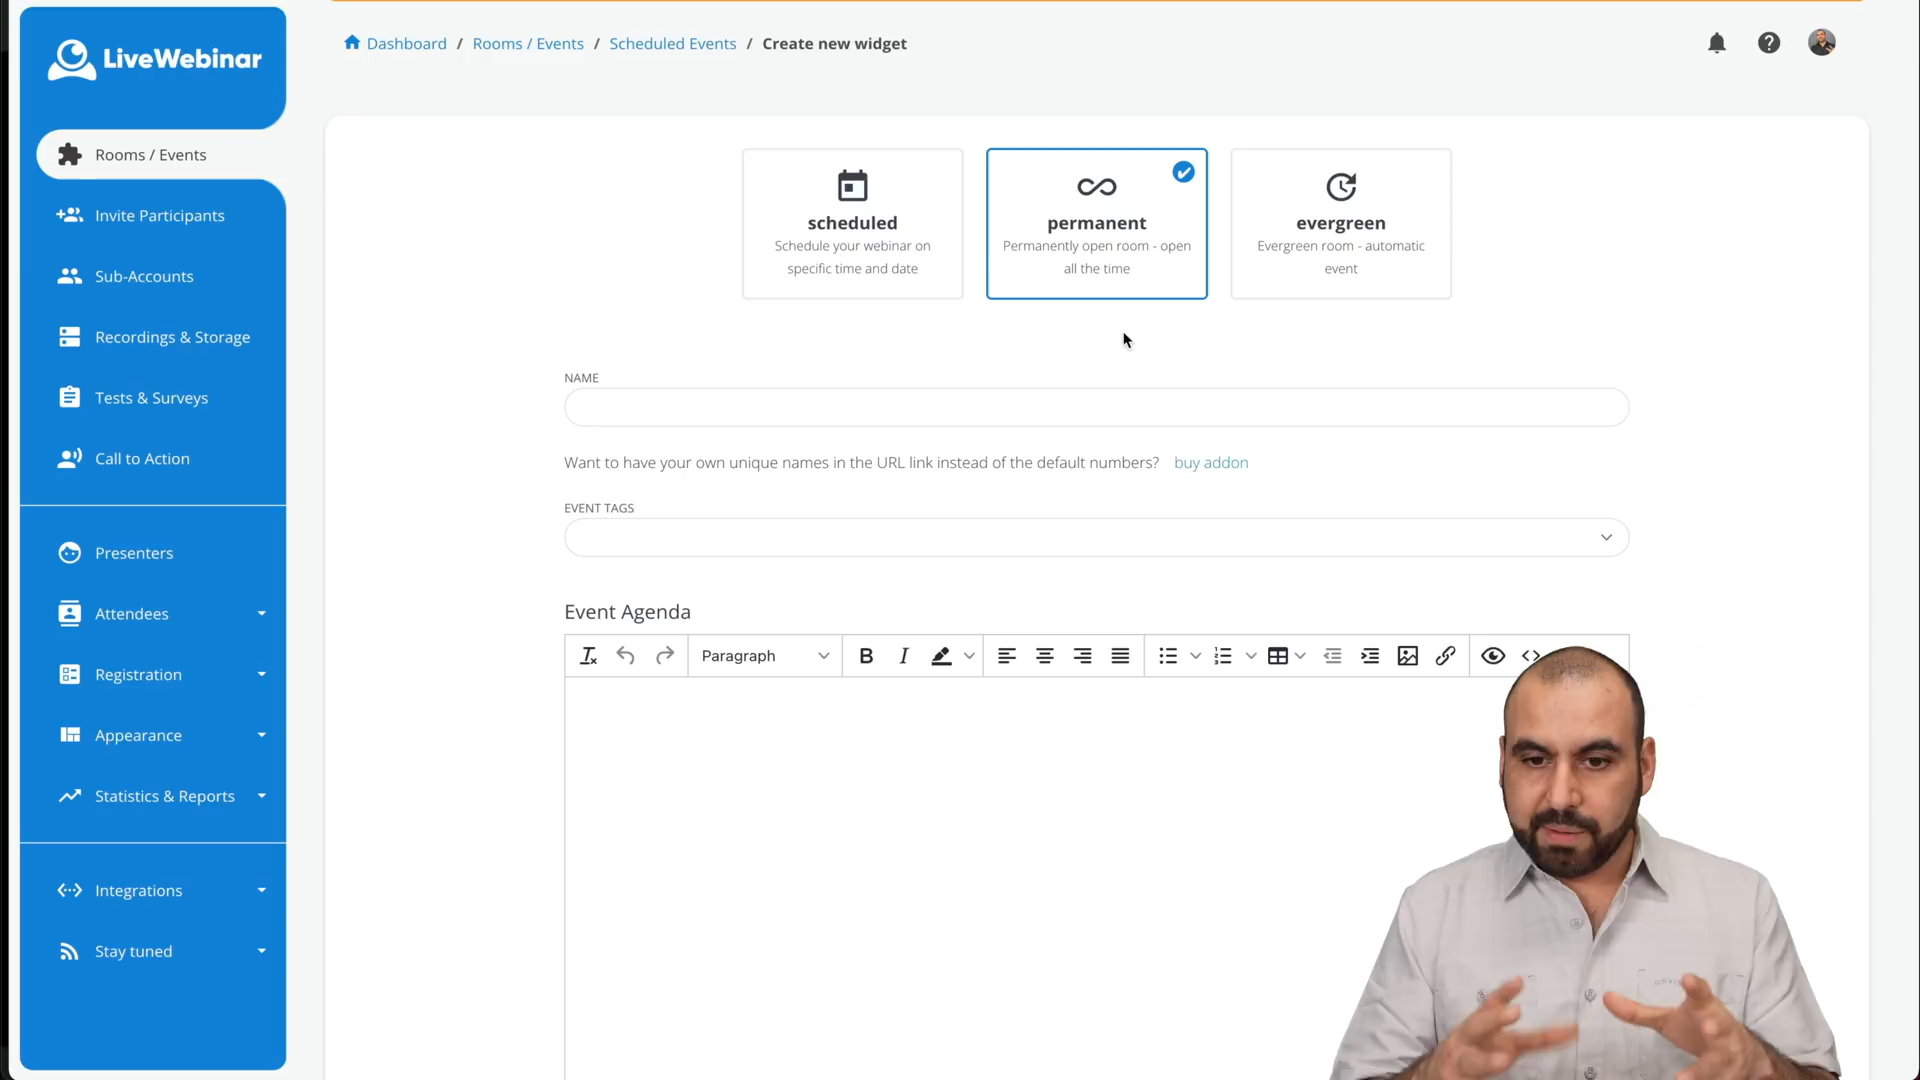 LiveWebinar
Dashboard / Rooms / Events / Scheduled Events / Create new widget
Rooms / Events
Invite Participants
Sub-Accounts
Recordings & Storage
Tests & Surveys
Call to Action
Presenters
Attendees
Registration
Appearance
Statistics & Reports
Integrations
Stay tuned
scheduled
Schedule your webinar on
specific time and date
permanent
Permanently open room - open
all the time
evergreen
Evergreen room - automatic
event
NAME
Want to have your own unique names in the URL link instead of the default numbers? buy addon
EVENT TAGS
Event Agenda
Paragraph